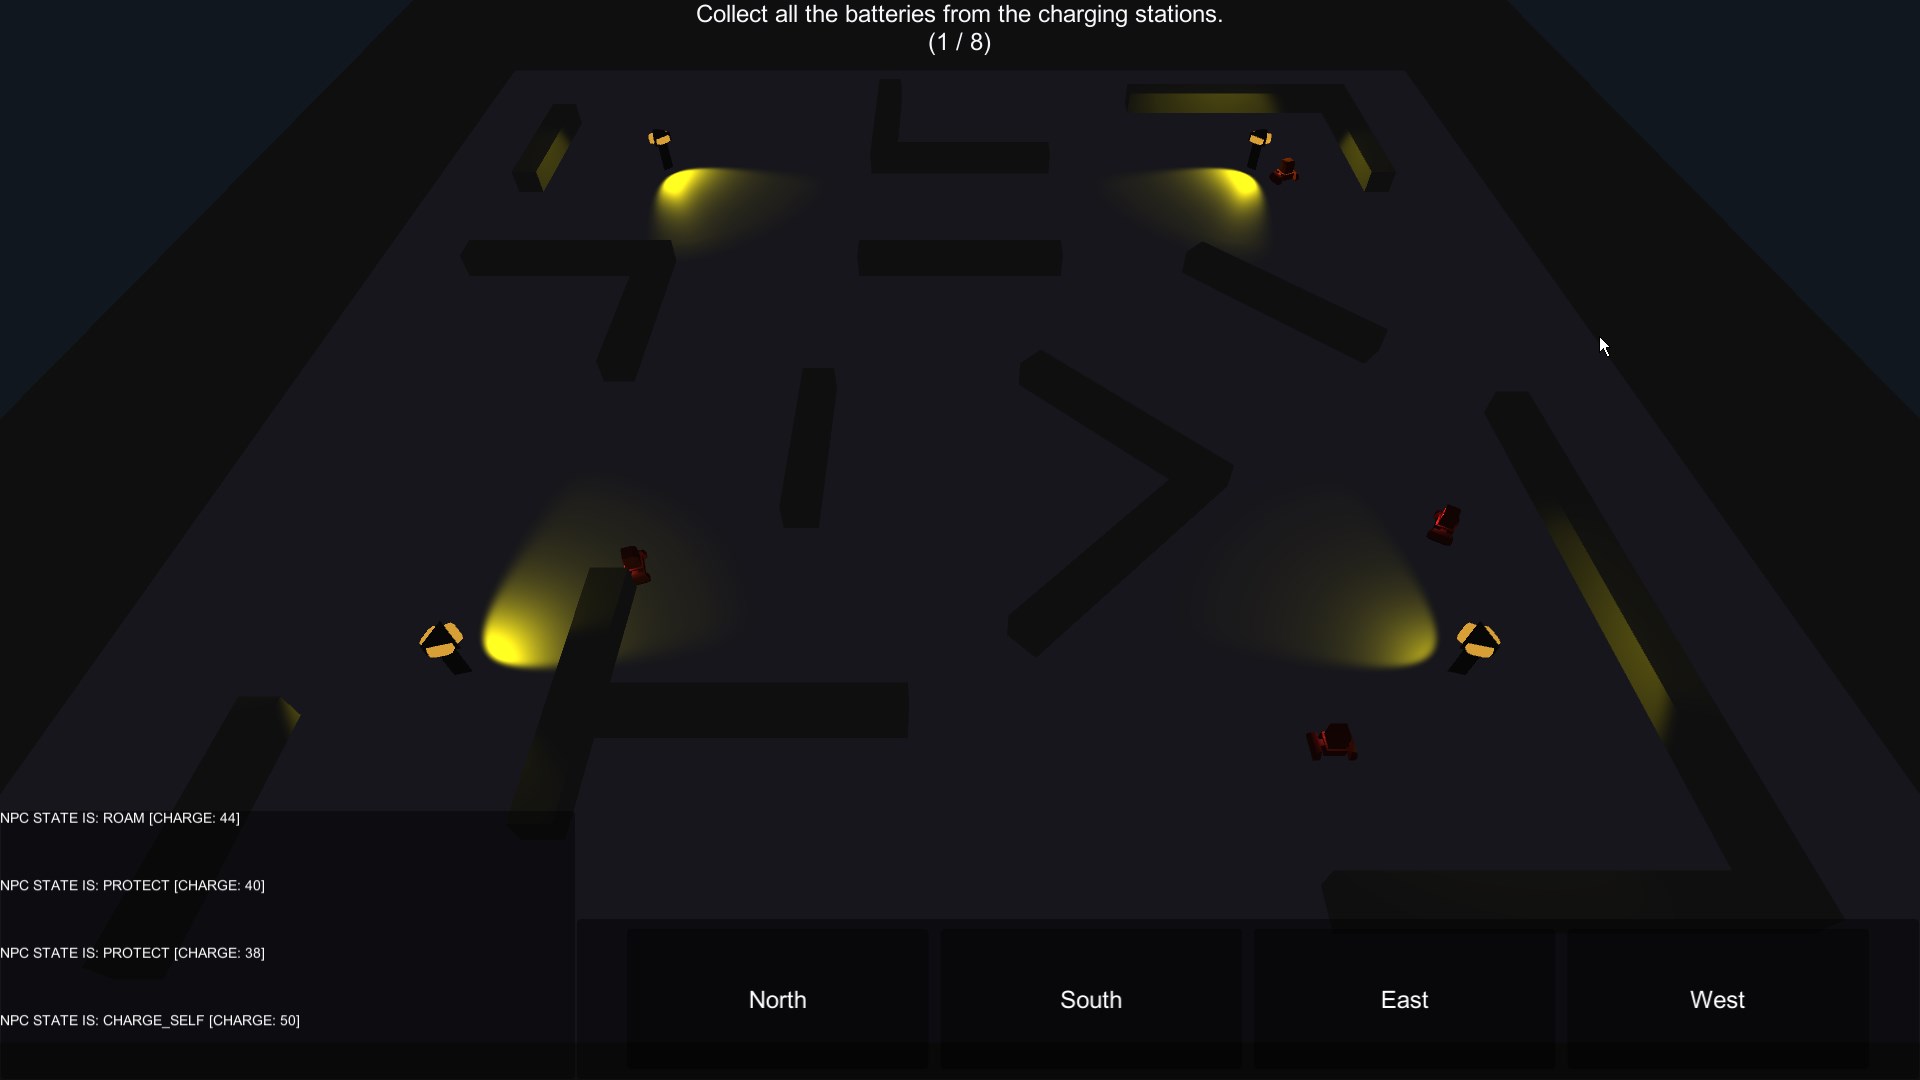 Collect all the batteries from the charging stations.
(1 / 8)
NPC STATE IS: ROAM [CHARGE: 44]
NPC STATE IS: PROTECT [CHARGE: 40]
NPC STATE IS: PROTECT [CHARGE: 38]
NPC STATE IS: CHARGE_SELF [CHARGE: 50]
North
South
East
West